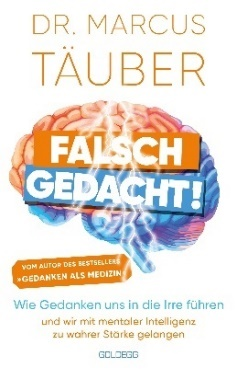 DR. MARCUS
TÄUBER
FALSCH
GEDACHT!
VOM AUTOR DES BESTSELLERS
»GEDANKEN ALS MEDIZIN«
Wie Gedanken uns in die Irre führen
und wir mit mentaler Intelligenz
zu wahrer Stärke gelangen
GOLDEGG